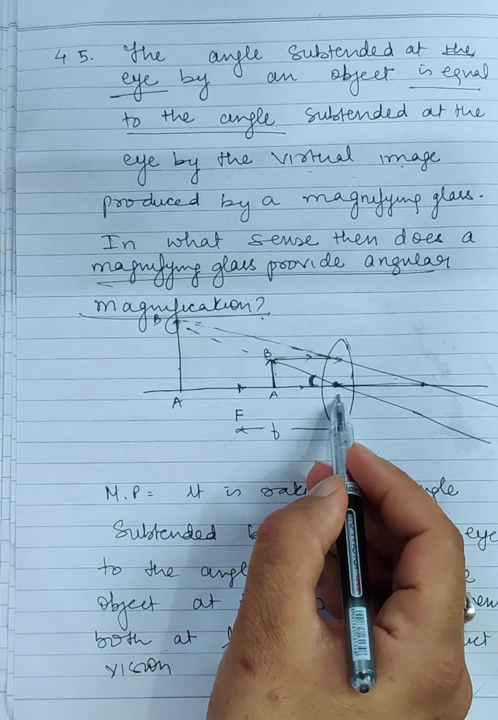 45. The angle subtended at the
eye by an object is equal
to the angle subtended at the
eye by the virtual image
produced by a magnifying glass.
In what sense then does a
magnifying glass provide angular
magnification?
B'
B
A'
A
F
f
M.P = It is
Subtended eye
to the
object at
both at
vision